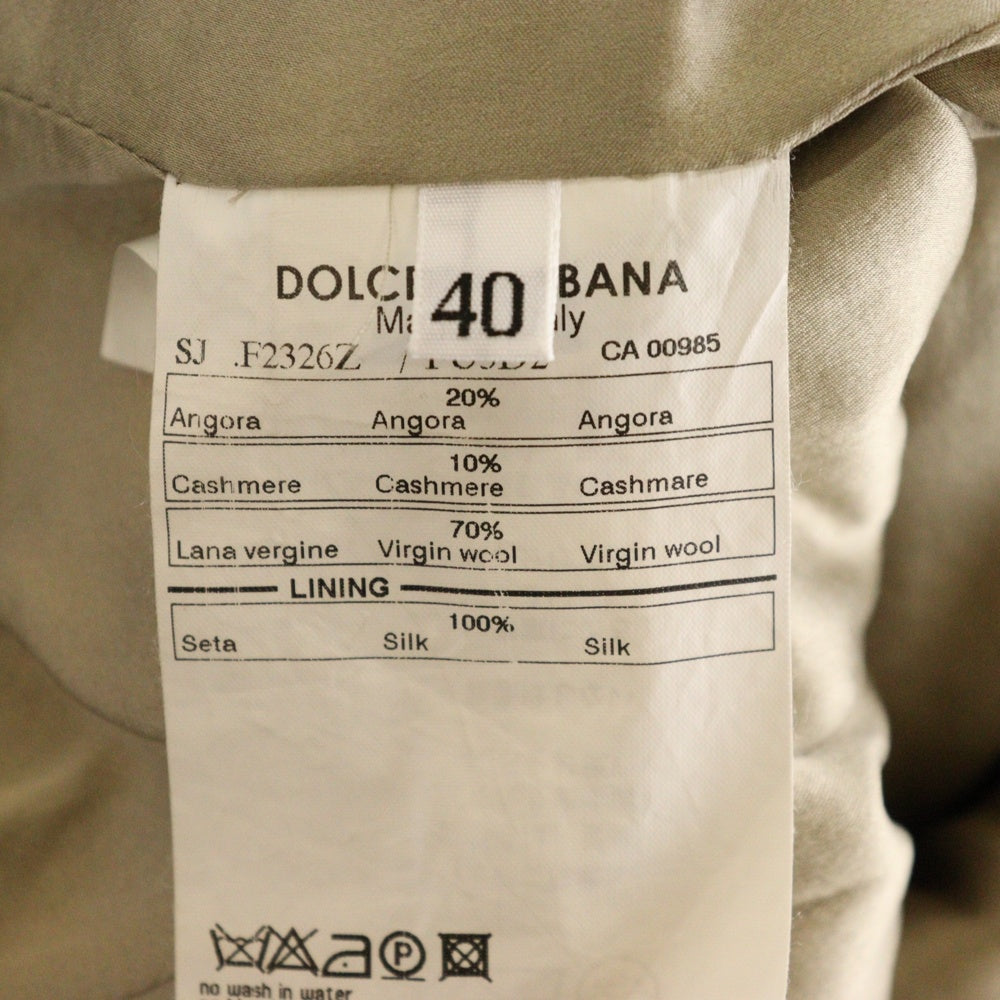 40
DOLC BANA
Ma ly
SJ .F2326Z / CA 00985
20%
Angora Angora Angora
10%
Cashmere Cashmere Cashmare
70%
Lana vergine Virgin wool Virgin wool
LINING
100%
Seta Silk Silk
P
no wash in water